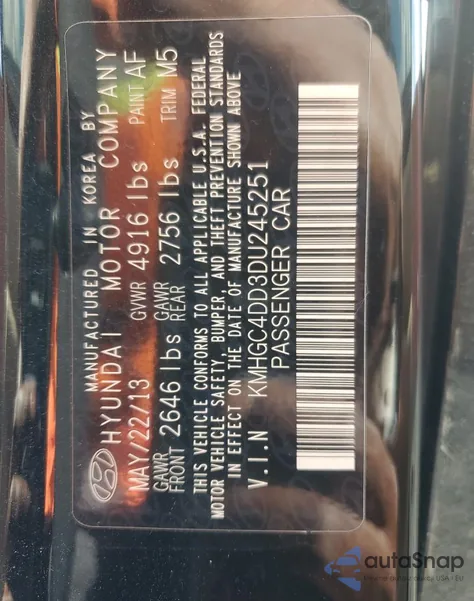 MANUFACTURED IN KOREA BY
HYUNDAI MOTOR COMPANY
MAY/22/13 GVWR 4916 lbs PAINT AF
GAWR FRONT 2646 lbs GAWR REAR 2756 lbs TRIM M5
THIS VEHICLE CONFORMS TO ALL APPLICABLE U.S.A. FEDERAL
MOTOR VEHICLE SAFETY, BUMPER, AND THEFT PREVENTION STANDARDS
IN EFFECT ON THE DATE OF MANUFACTURE SHOWN ABOVE
V.I.N KMHGC4DD3DU245251
PASSENGER CAR
autaSnap